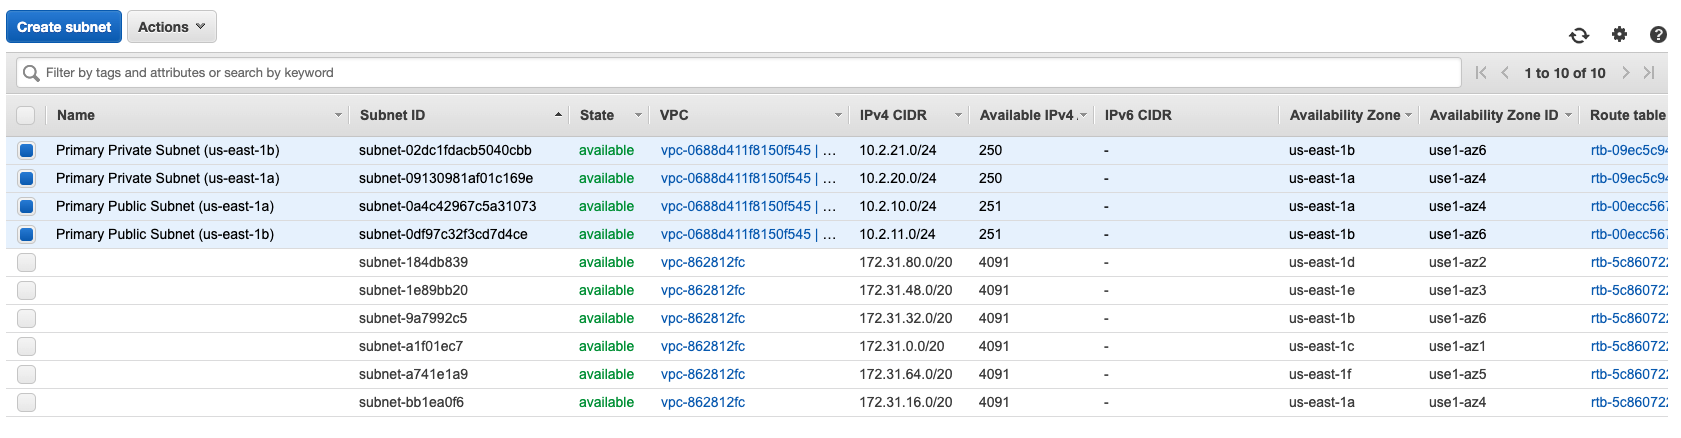 Create subnet Actions
Filter by tags and attributes or search by keyword 1 to 10 of 10
Name Subnet ID State VPC IPv4 CIDR Available IPv4 IPv6 CIDR Availability Zone Availability Zone ID Route table
Primary Private Subnet (us-east-1b) subnet-02dc1fdacb5040cbb available vpc-0688d411f8150f545 | ... 10.2.21.0/24 250 - us-east-1b use1-az6 rtb-09ec5c94
Primary Private Subnet (us-east-1a) subnet-09130981af01c169e available vpc-0688d411f8150f545 | ... 10.2.20.0/24 250 - us-east-1a use1-az4 rtb-09ec5c94
Primary Public Subnet (us-east-1a) subnet-0a4c42967c5a31073 available vpc-0688d411f8150f545 | ... 10.2.10.0/24 251 - us-east-1a use1-az4 rtb-00ecc567
Primary Public Subnet (us-east-1b) subnet-0df97c32f3cd7d4ce available vpc-0688d411f8150f545 | ... 10.2.11.0/24 251 - us-east-1b use1-az6 rtb-00ecc567
subnet-184db839 available vpc-862812fc 172.31.80.0/20 4091 - us-east-1d use1-az2 rtb-5c860722
subnet-1e89bb20 available vpc-862812fc 172.31.48.0/20 4091 - us-east-1e use1-az3 rtb-5c860722
subnet-9a7992c5 available vpc-862812fc 172.31.32.0/20 4091 - us-east-1b use1-az6 rtb-5c860722
subnet-a1f01ec7 available vpc-862812fc 172.31.0.0/20 4091 - us-east-1c use1-az1 rtb-5c860722
subnet-a741e1a9 available vpc-862812fc 172.31.64.0/20 4091 - us-east-1f use1-az5 rtb-5c860722
subnet-bb1ea0f6 available vpc-862812fc 172.31.16.0/20 4091 - us-east-1a use1-az4 rtb-5c860722